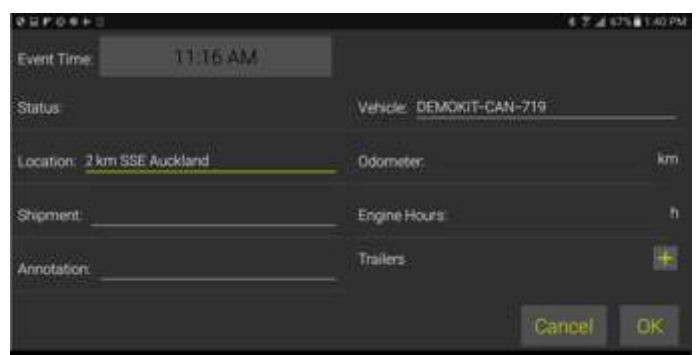 67% 1:40 PM
Event Time: 11:16 AM
Status: Vehicle: DEMOKIT-CAN-719
Location: 2 km SSE Auckland Odometer: km
Shipment: Engine Hours: h
Annotation: Trailers +
Cancel OK